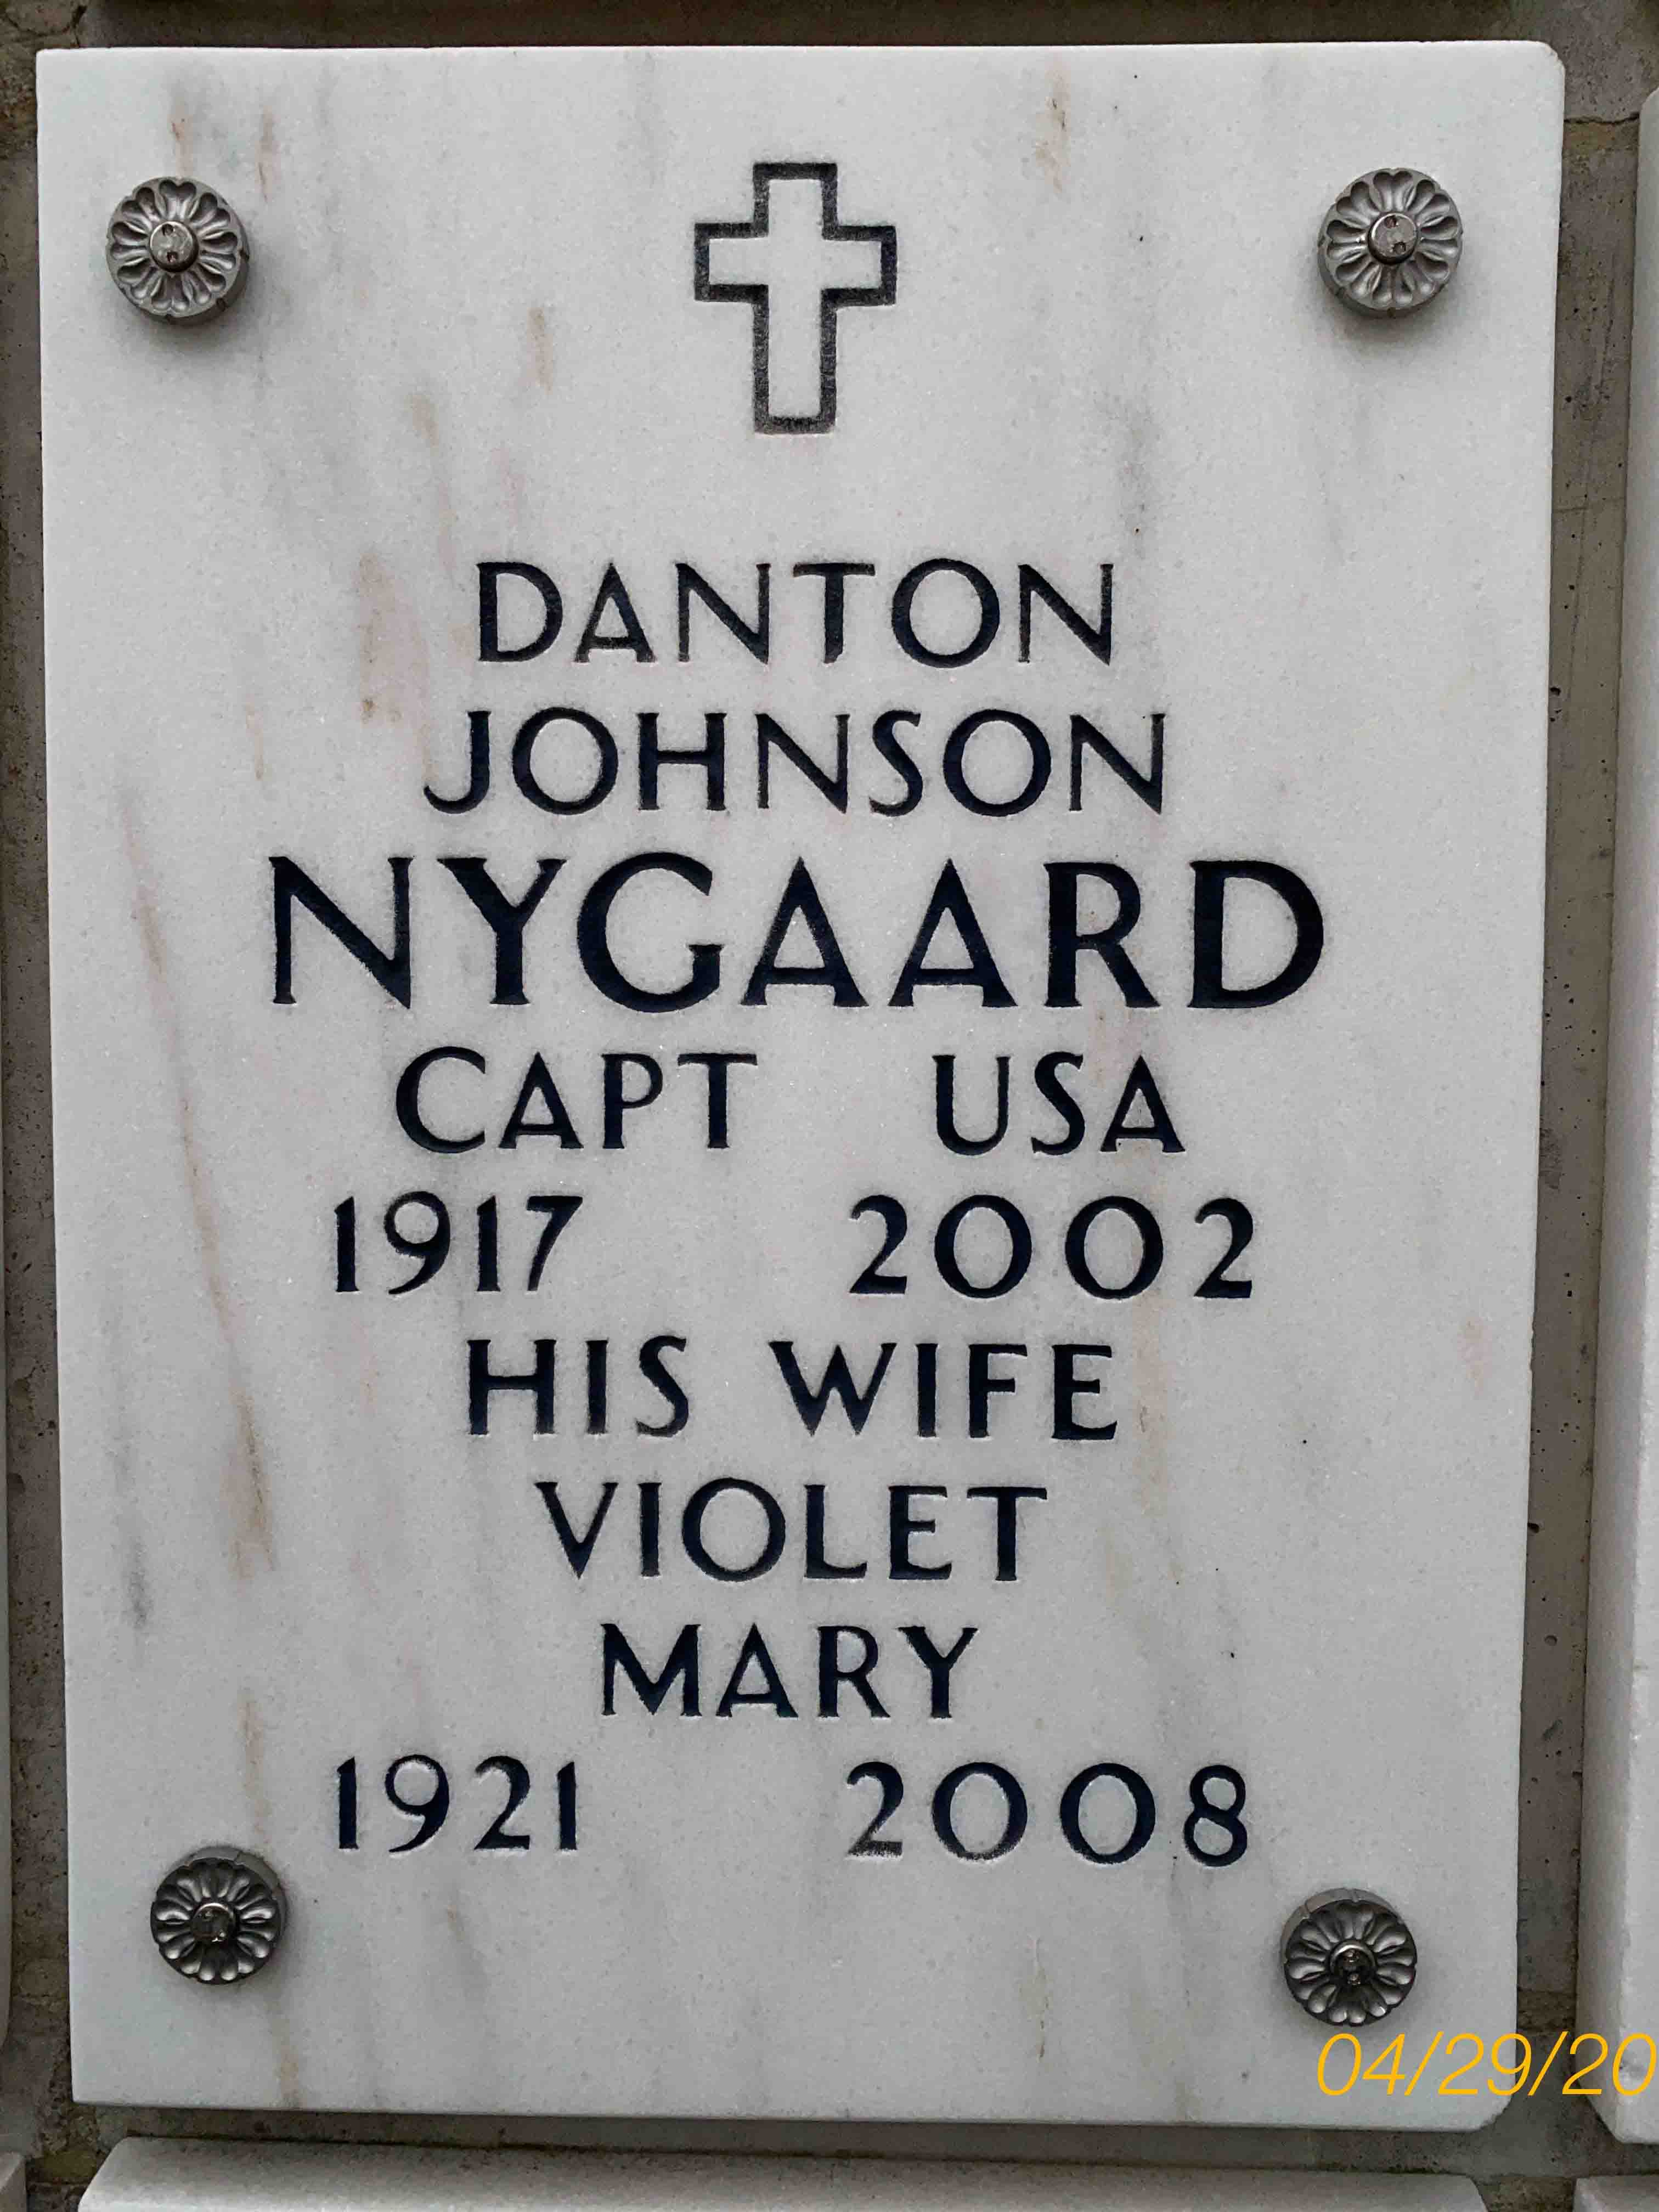 DANTON
JOHNSON
NYGAARD
CAPT USA
1917 2002
HIS WIFE
VIOLET
MARY
1921 2008
04/29/20